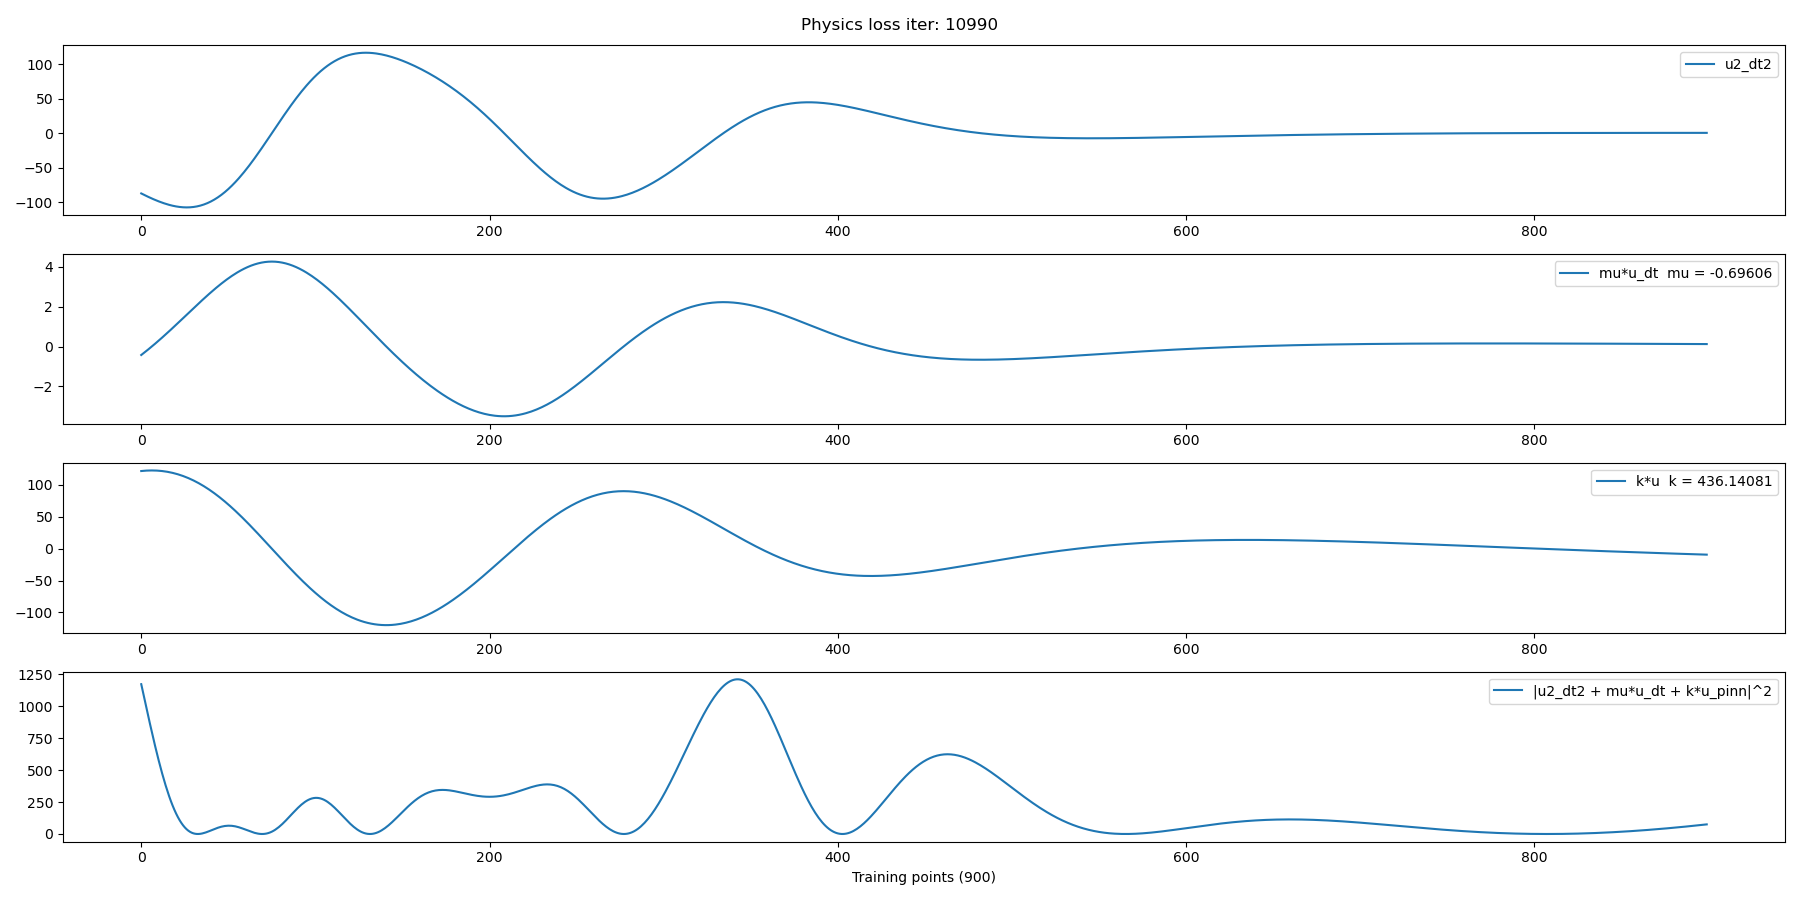 Physics loss iter: 10990
100
50
0
−50
−100
u2_dt2
0 200 400 600 800
4
2
0
−2
mu*u_dt mu = -0.69606
0 200 400 600 800
100
50
0
−50
−100
k*u k = 436.14081
0 200 400 600 800
1250
1000
750
500
250
0
|u2_dt2 + mu*u_dt + k*u_pinn|^2
0 200 400 600 800
Training points (900)